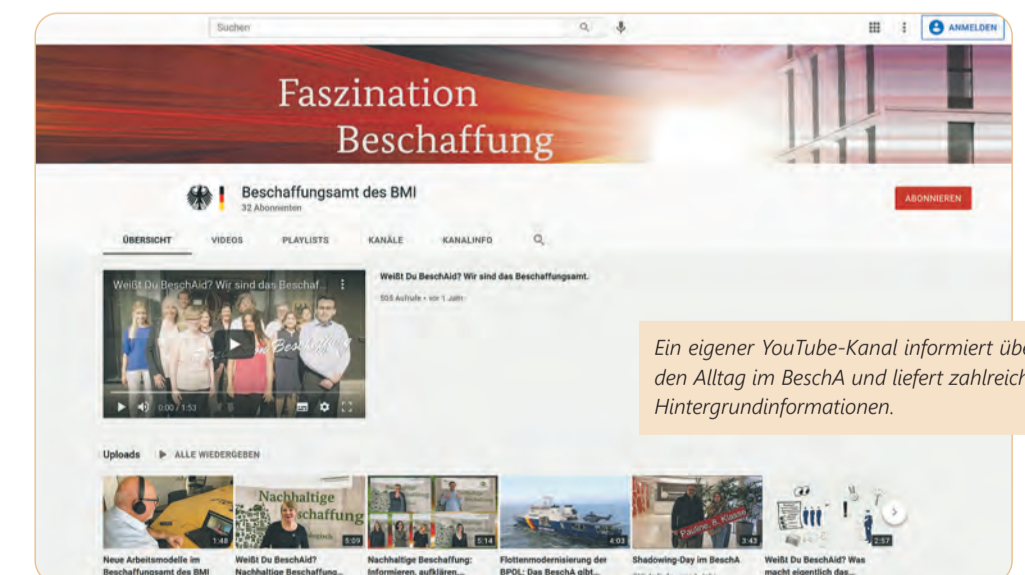 Suchen
ANMELDEN
Faszination
Beschaffung
Beschaffungsamt des BMI
32 Abonnenten
ABONNIEREN
ÜBERSICHT VIDEOS PLAYLISTS KANÄLE KANALINFO
Weißt Du BeschAid? Wir sind das Beschaf...
Weißt Du BeschAid? Wir sind das Beschaffungsamt.
505 Aufrufe • vor 1 Jahr
0:00 / 1:53
Ein eigener YouTube-Kanal informiert übe
den Alltag im BeschA und liefert zahlreich
Hintergrundinformationen.
Uploads ALLE WIEDERGEBEN
Nachhaltige
schaffung
1:48
5:09
5:14
4:03
Pauline, 8. Klasse
3:43
2:57
Neue Arbeitsmodelle im
Beschaffungsamt des BMI
Weißt Du BeschAid?
Nachhaltige Beschaffung...
Nachhaltige Beschaffung:
Informieren, aufklären...
Flottenmodernisierung der
BPOL: Das BeschA gibt...
Shadowing-Day im BeschA
Weißt Du BeschAid? Was
macht eigentlich das...